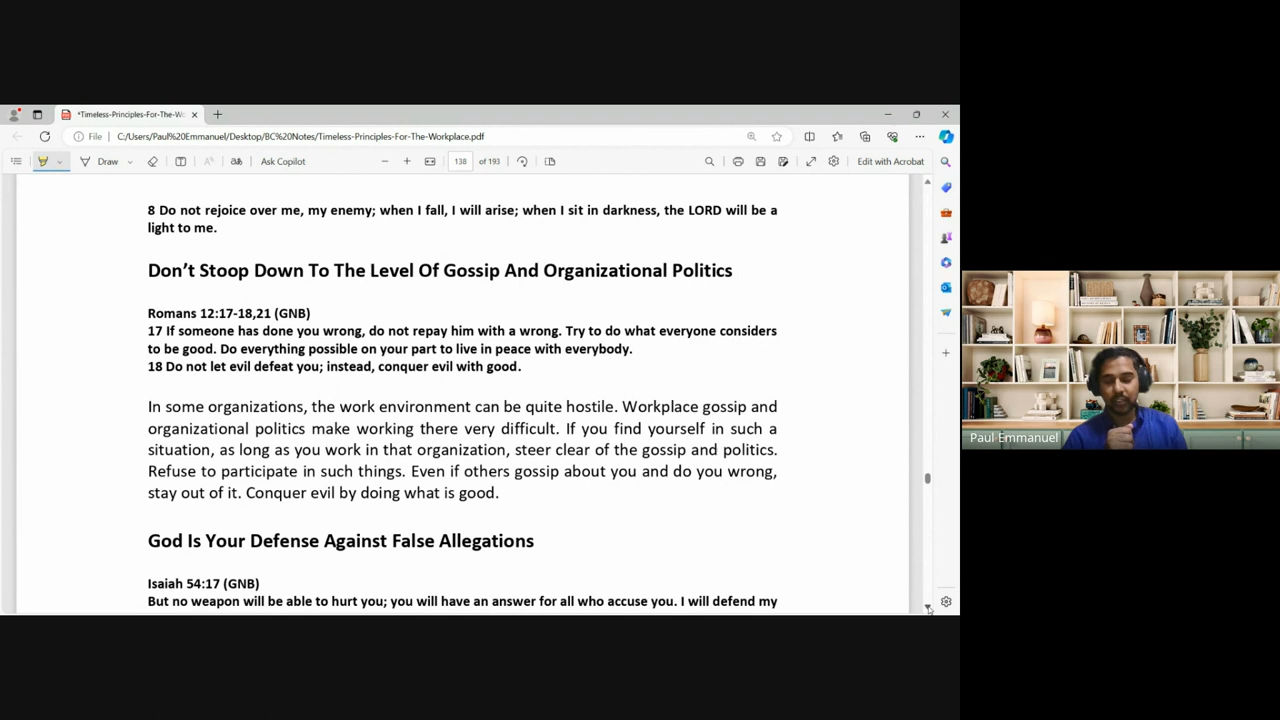 *Timeless-Principles-For-The-Wo
File
C:/Users/Paul%20Emmanuel/Desktop/BC%20Notes/Timeless-Principles-For-The-Workplace.pdf
Draw
Ask Copilot
138 of 193
Edit with Acrobat
8 Do not rejoice over me, my enemy; when I fall, I will arise; when I sit in darkness, the LORD will be a
light to me.
Don’t Stoop Down To The Level Of Gossip And Organizational Politics
Romans 12:17-18,21 (GNB)
17 If someone has done you wrong, do not repay him with a wrong. Try to do what everyone considers
to be good. Do everything possible on your part to live in peace with everybody.
18 Do not let evil defeat you; instead, conquer evil with good.
In some organizations, the work environment can be quite hostile. Workplace gossip and
organizational politics make working there very difficult. If you find yourself in such a
situation, as long as you work in that organization, steer clear of the gossip and politics.
Refuse to participate in such things. Even if others gossip about you and do you wrong,
stay out of it. Conquer evil by doing what is good.
God Is Your Defense Against False Allegations
Isaiah 54:17 (GNB)
But no weapon will be able to hurt you; you will have an answer for all who accuse you. I will defend my
Paul Emmanuel